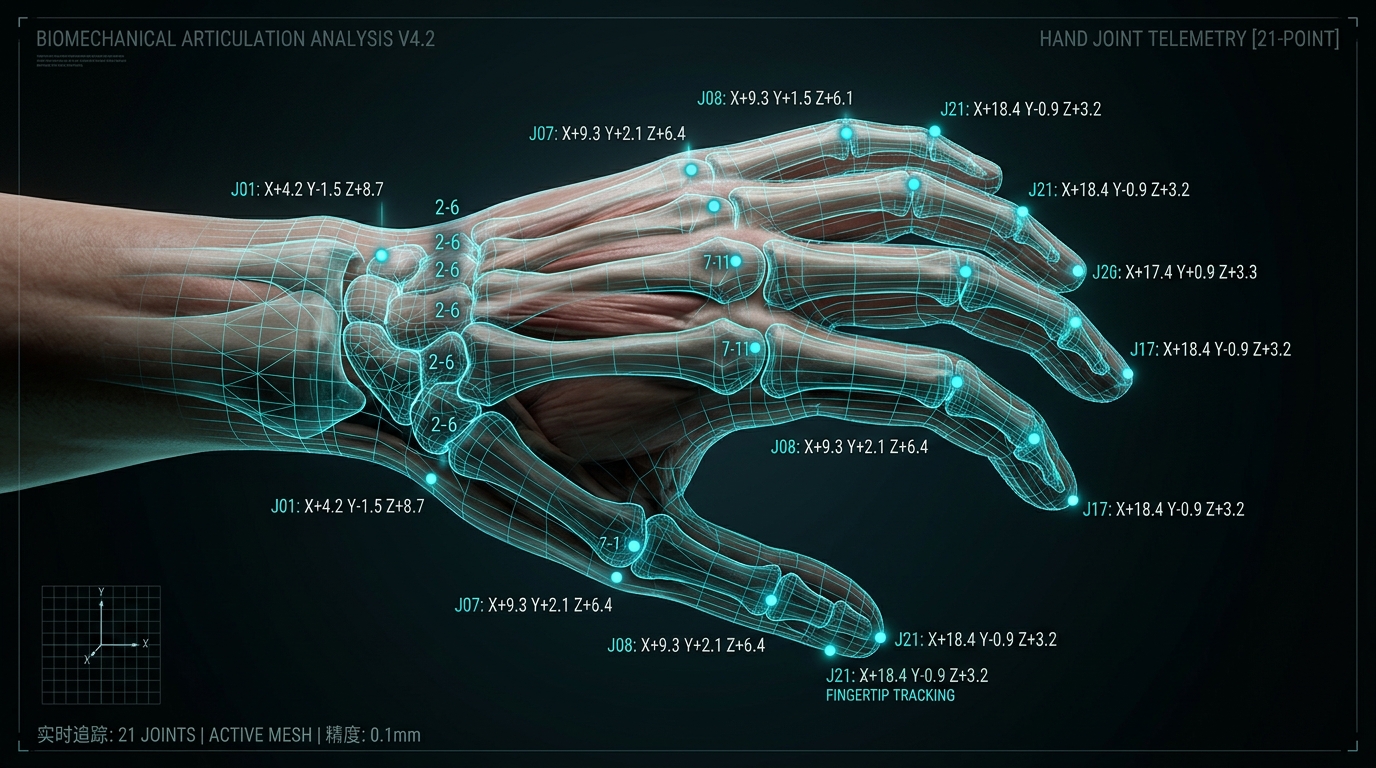 BIOMECHANICAL ARTICULATION ANALYSIS V4.2
HAND JOINT TELEMETRY [21-POINT]
J08: X+9.3 Y+1.5 Z+6.1
J21: X+18.4 Y-0.9 Z+3.2
J07: X+9.3 Y+2.1 Z+6.4
J01: X+4.2 Y-1.5 Z+8.7
J21: X+18.4 Y-0.9 Z+3.2
2-6
2-6
2-6
7-11
J26: X+17.4 Y+0.9 Z+3.3
2-6
7-11
J17: X+18.4 Y-0.9 Z+3.2
2-6
2-6
J08: X+9.3 Y+2.1 Z+6.4
J01: X+4.2 Y-1.5 Z+8.7
J17: X+18.4 Y-0.9 Z+3.2
7-1
J07: X+9.3 Y+2.1 Z+6.4
J08: X+9.3 Y+2.1 Z+6.4
J21: X+18.4 Y-0.9 Z+3.2
J21: X+18.4 Y-0.9 Z+3.2
FINGERTIP TRACKING
Y
X
X
实时追踪: 21 JOINTS | ACTIVE MESH | 精度: 0.1mm